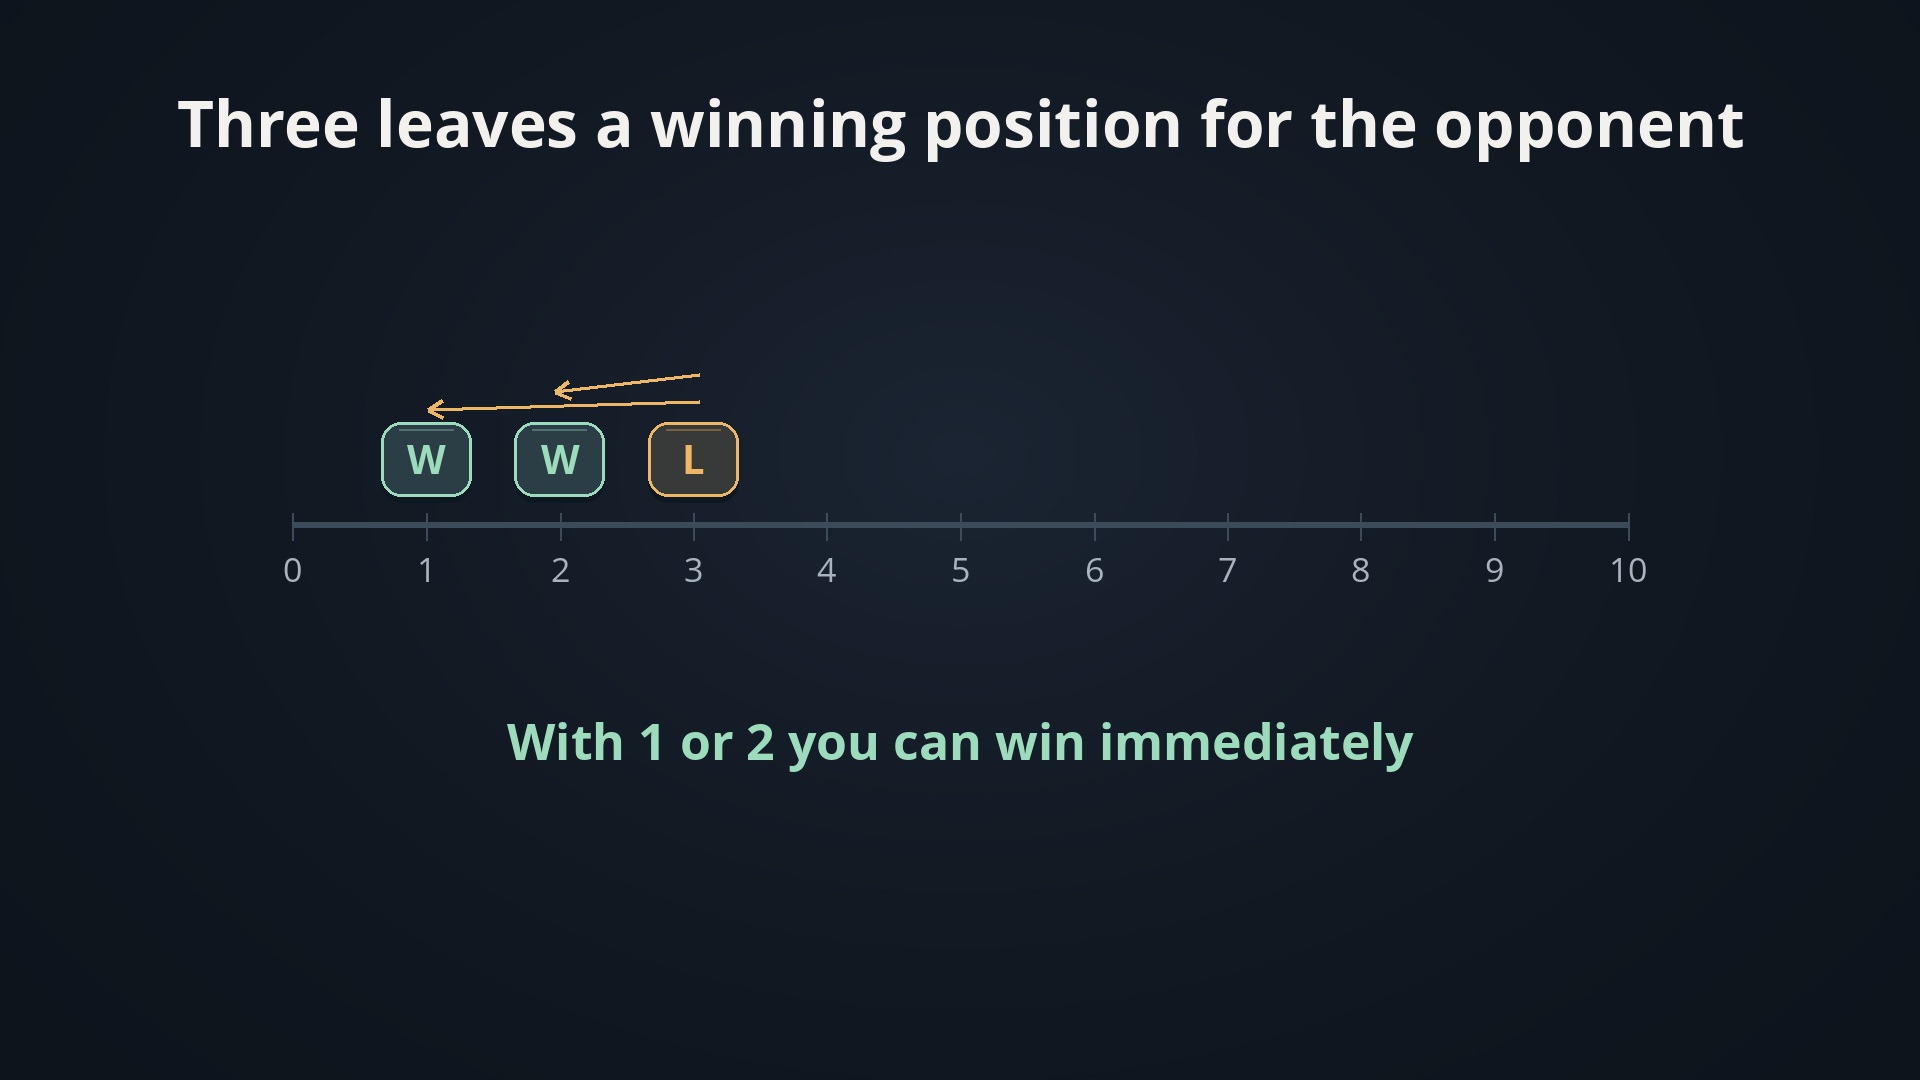 Three leaves a winning position for the opponent
W W L
0 1 2 3 4 5 6 7 8 9 10
With 1 or 2 you can win immediately